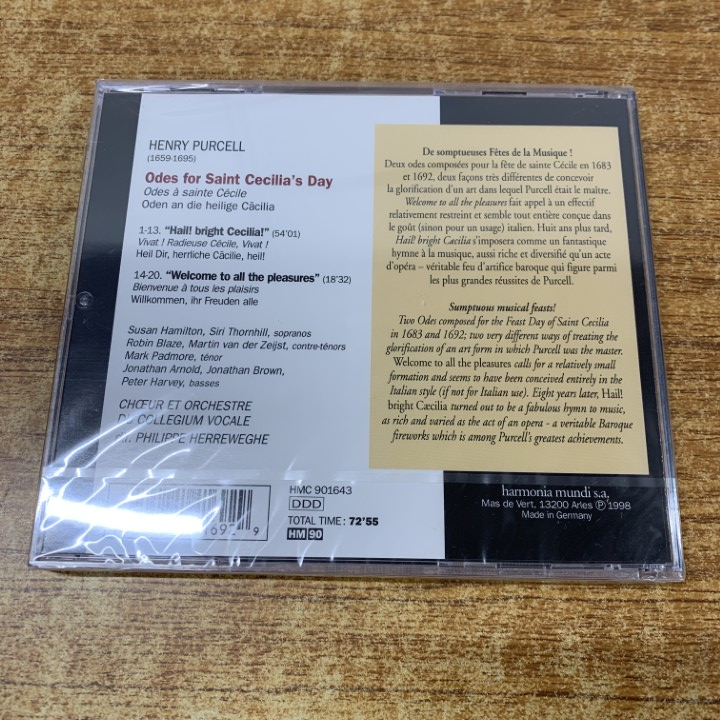 HENRY PURCELL
(1659-1695)
Odes for Saint Cecilia's Day
Odes à sainte Cécile
Oden an die heilige Cäcilia
1-13. "Hail! bright Cecilia!" (54'01)
Vivat ! Radieuse Cécile, Vivat !
Heil Dir, herrliche Cäcilie, heil!
14-20. "Welcome to all the pleasures" (18'32)
Bienvenue à tous les plaisirs
Willkommen, ihr Freuden alle
Susan Hamilton, Siri Thornhill, sopranos
Robin Blaze, Martin van der Zeijst, contre-ténors
Mark Padmore, ténor
Jonathan Arnold, Jonathan Brown,
Peter Harvey, basses
CHŒUR ET ORCHESTRE
DU COLLEGIUM VOCALE
PHILIPPE HERREWEGHE
De somptueuses Fêtes de la Musique !
Deux odes composées pour la fête de sainte Cécile en 1683
et 1692, deux façons très différentes de concevoir
la glorification d'un art dans lequel Purcell était le maître.
Welcome to all the pleasures fait appel à un effectif
relativement restreint et semble tout entière conçue dans
le goût (sinon pour un usage) italien. Huit ans plus tard,
Hail! bright Cæcilia s'imposera comme un fantastique
hymne à la musique, aussi riche et diversifié qu'un acte
d'opéra – véritable feu d'artifice baroque qui figure parmi
les plus grandes réussites de Purcell.
Sumptuous musical feasts!
Two Odes composed for the Feast Day of Saint Cecilia
in 1683 and 1692; two very different ways of treating the
glorification of an art form in which Purcell was the master.
Welcome to all the pleasures calls for a relatively small
formation and seems to have been conceived entirely in the
Italian style (if not for Italian use). Eight years later, Hail!
bright Cæcilia turned out to be a fabulous hymn to music,
as rich and varied as the act of an opera - a veritable Baroque
fireworks which is among Purcell's greatest achievements.
HMC 901643
DDD
TOTAL TIME : 72'55
HM 90
9
harmonia mundi s.a.
Mas de Vert, 13200 Arles Ⓟ 1998
Made in Germany